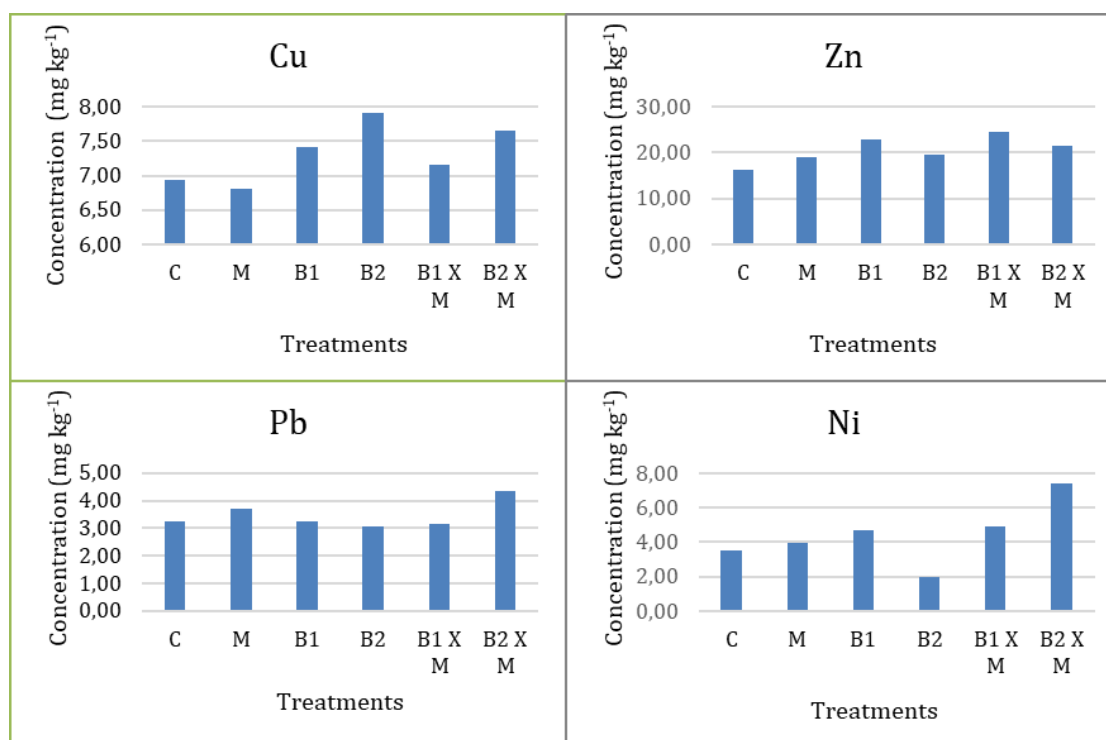 Cu
Concentration (mg kg-1)
8,00
7,50
7,00
6,50
6,00
C M B1 B2 B1 X M B2 X M
Treatments
Zn
Concentration (mg kg-1)
30,00
20,00
10,00
0,00
C M B1 B2 B1 X M B2 X M
Treatments
Pb
Concentration (mg kg-1)
5,00
4,00
3,00
2,00
1,00
0,00
C M B1 B2 B1 X M B2 X M
Treatments
Ni
Concentration (mg kg-1)
8,00
6,00
4,00
2,00
0,00
C M B1 B2 B1 X M B2 X M
Treatments